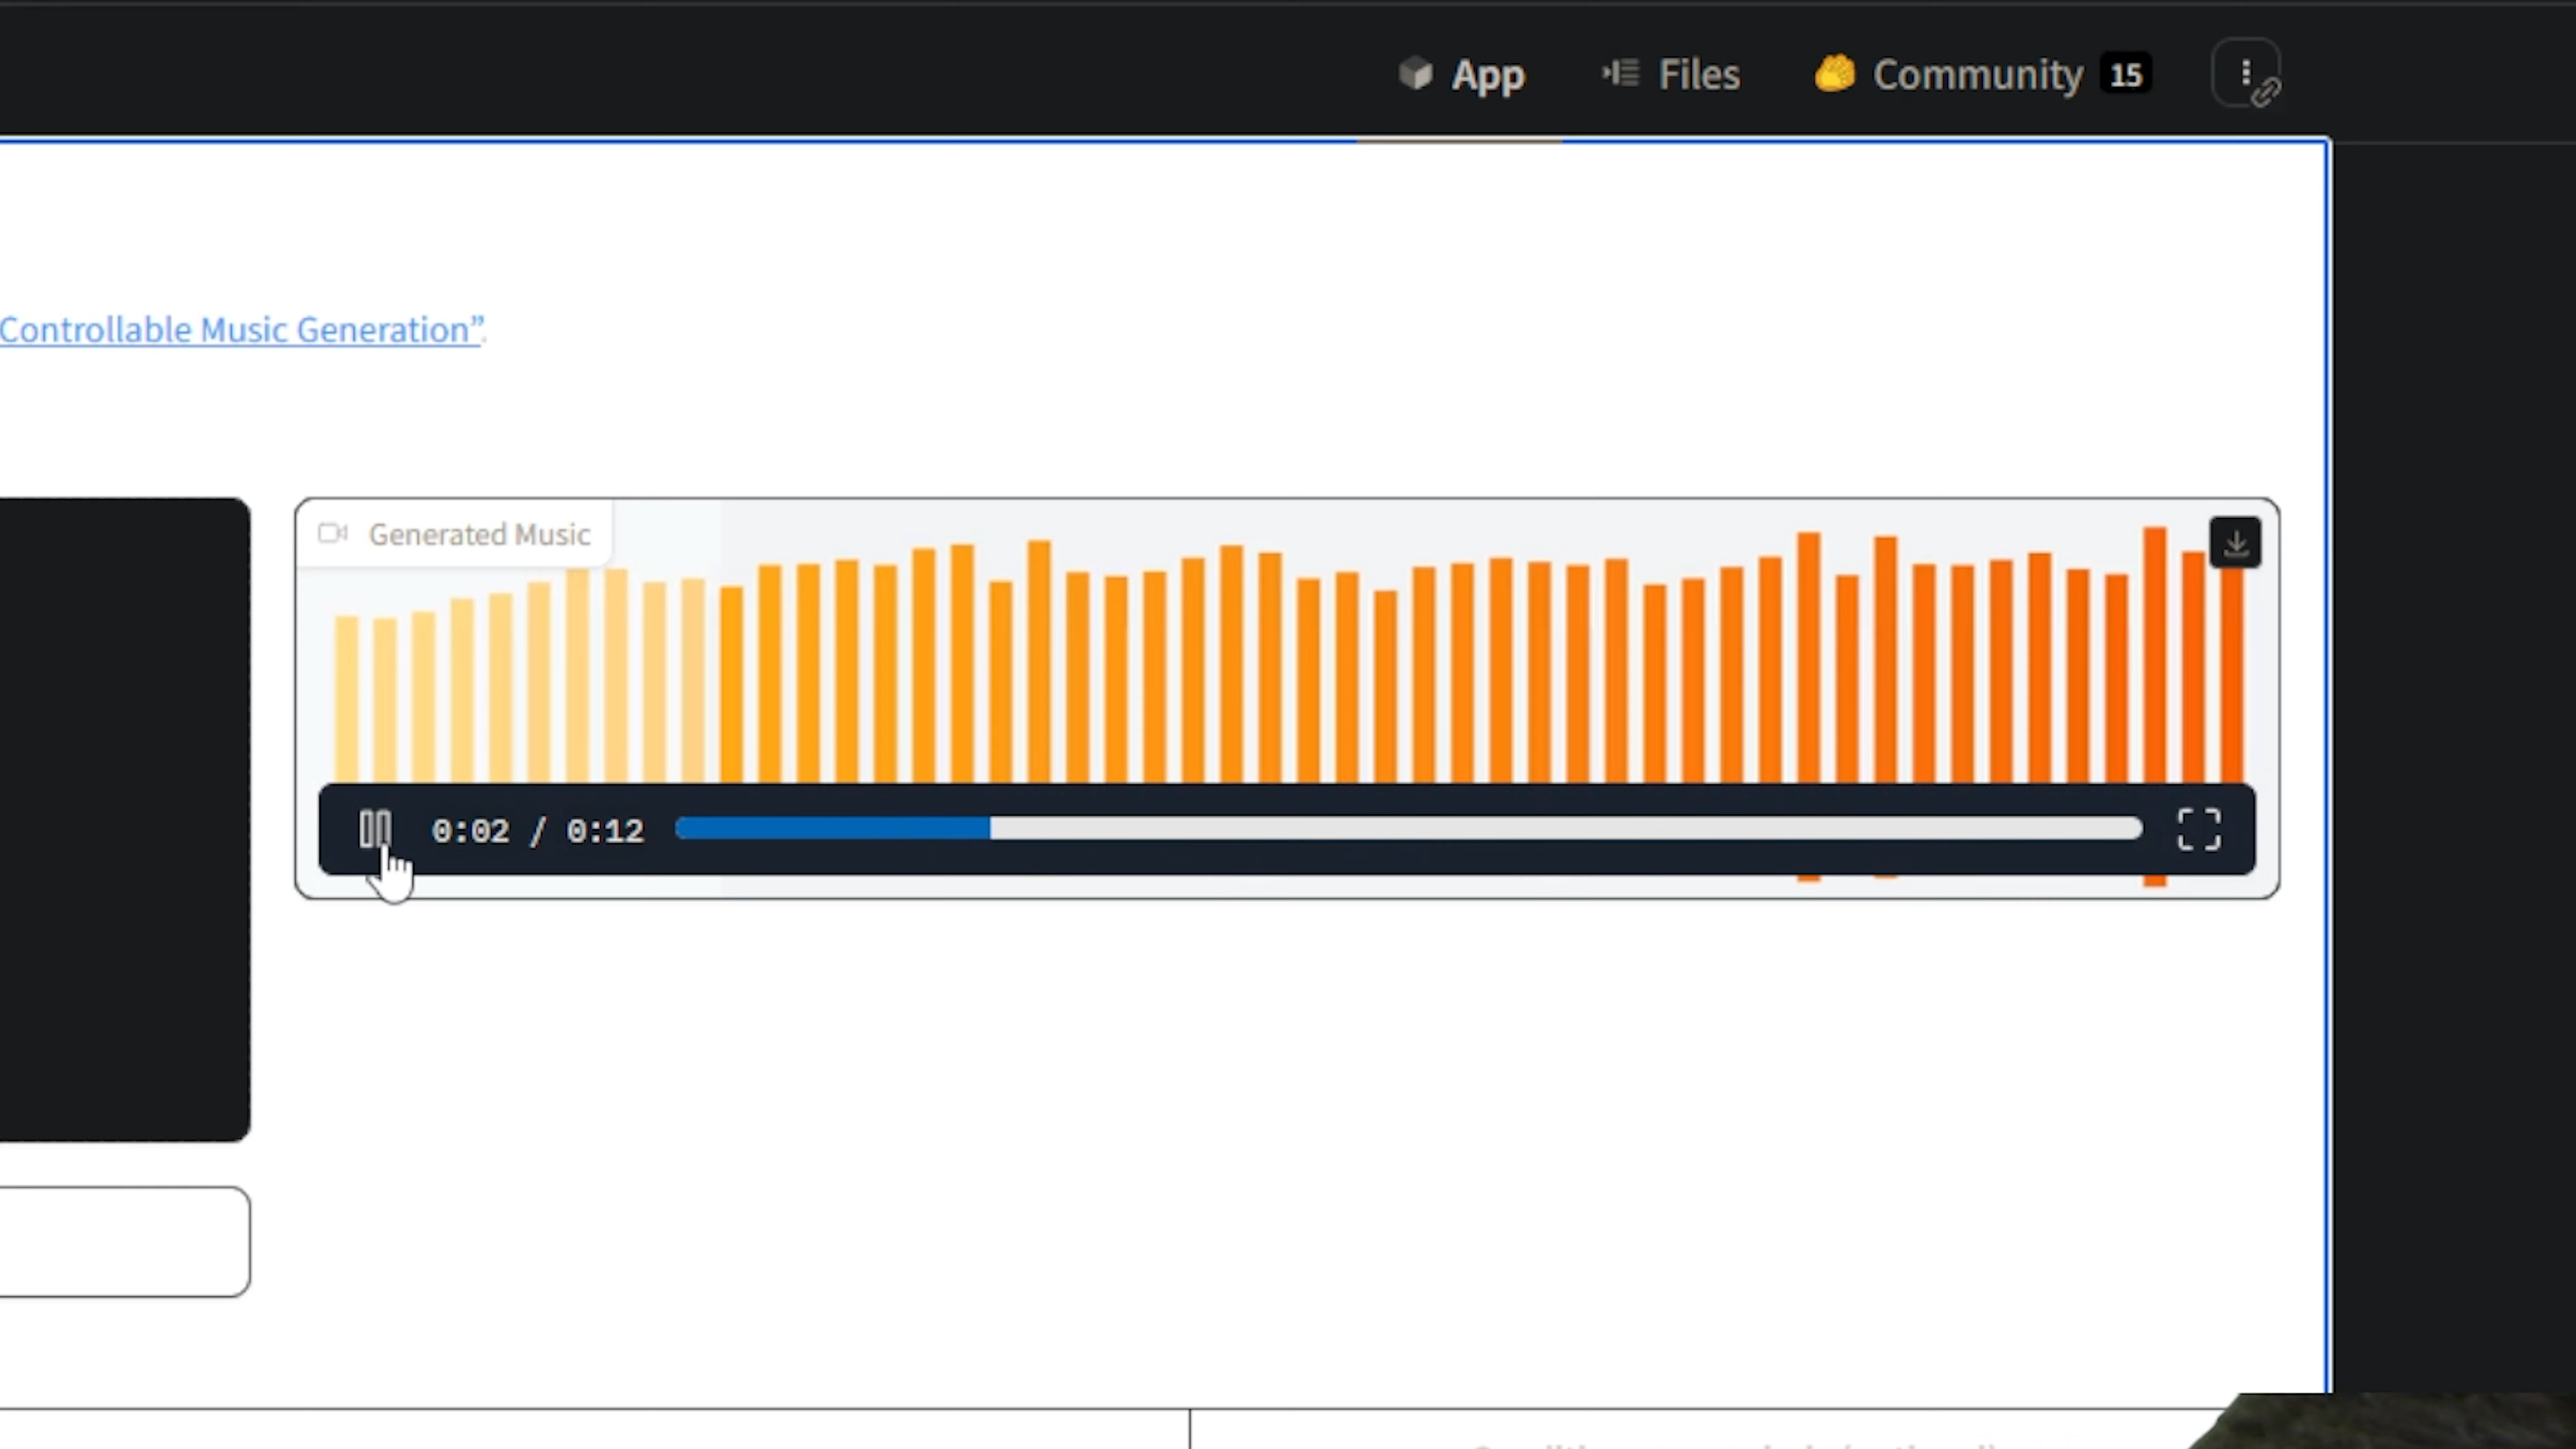 App
Files
Community 15
Controllable Music Generation”.
Generated Music
0:02 / 0:12